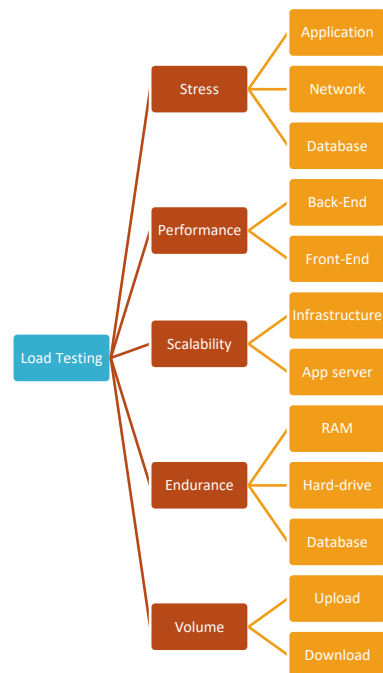 Load Testing
Stress
Application
Network
Database
Performance
Back-End
Front-End
Scalability
Infrastructure
App server
Endurance
RAM
Hard-drive
Database
Volume
Upload
Download